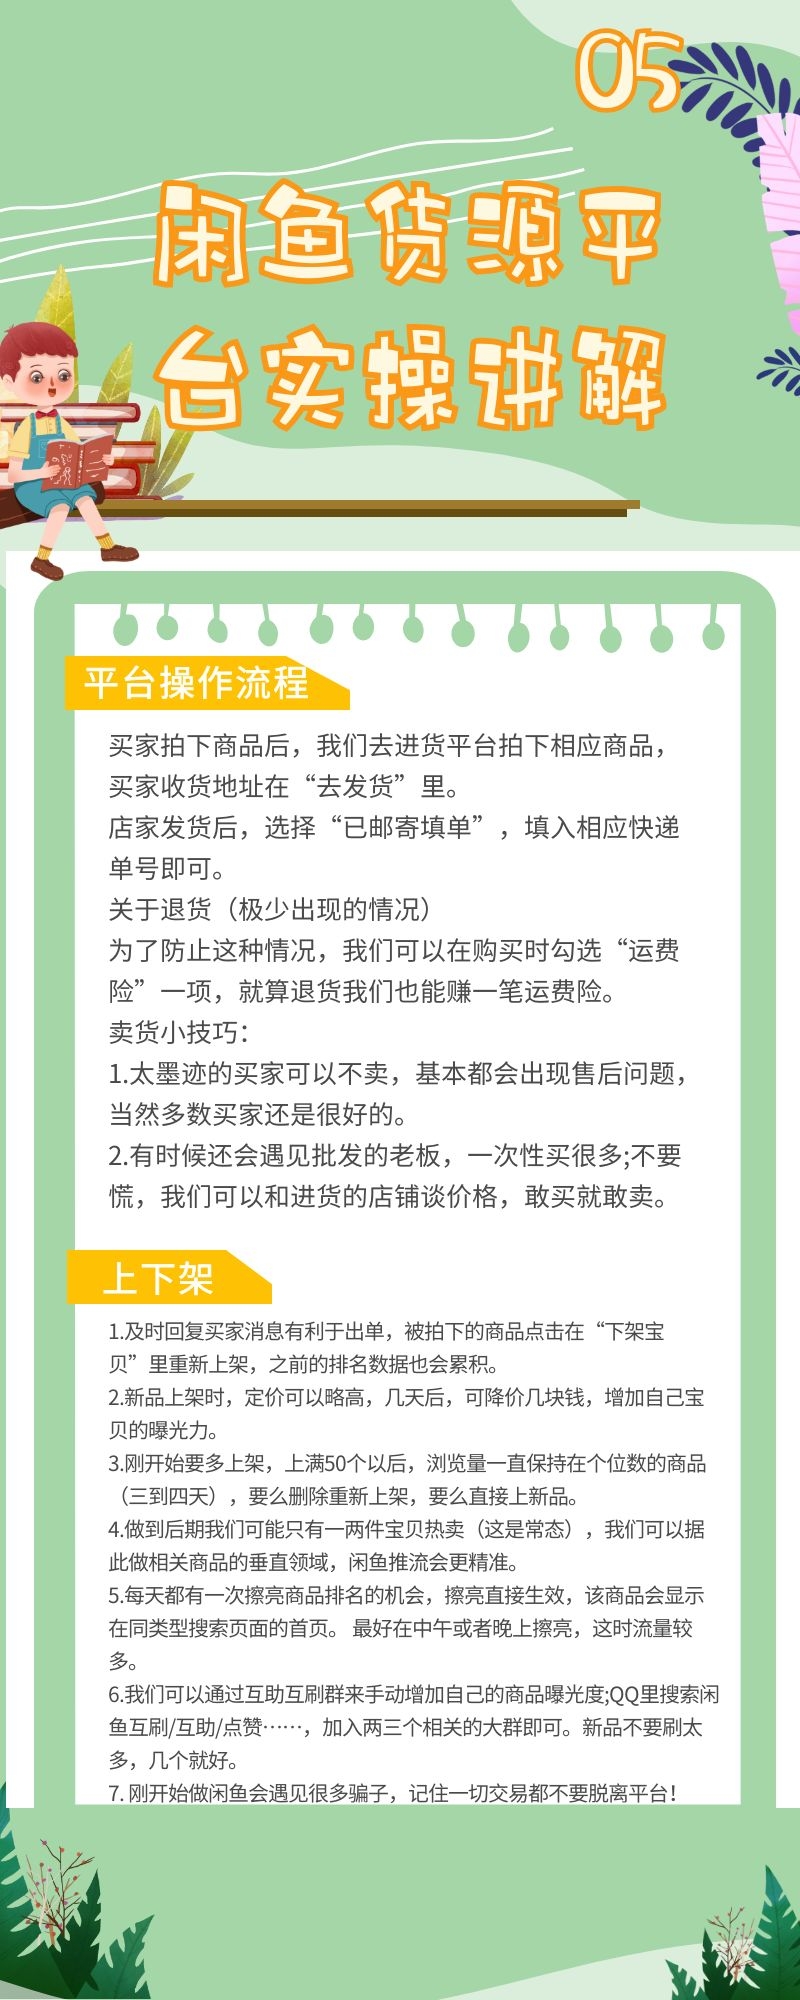 05
闲鱼货源平
台实操讲解
平台操作流程
买家拍下商品后，我们去进货平台拍下相应商品，
买家收货地址在“去发货”里。
店家发货后，选择“已邮寄填单”，填入相应快递
单号即可。
关于退货（极少出现的情况）
为了防止这种情况，我们可以在购买时勾选“运费
险”一项，就算退货我们也能赚一笔运费险。
卖货小技巧：
1.太墨迹的买家可以不卖，基本都会出现售后问题，
当然多数买家还是很好的。
2.有时候还会遇见批发的老板，一次性买很多;不要
慌，我们可以和进货的店铺谈价格，敢买就敢卖。
上下架
1.及时回复买家消息有利于出单，被拍下的商品点击在“下架宝
贝”里重新上架，之前的排名数据也会累积。
2.新品上架时，定价可以略高，几天后，可降价几块钱，增加自己宝
贝的曝光力。
3.刚开始要多上架，上满50个以后，浏览量一直保持在个位数的商品
（三到四天），要么删除重新上架，要么直接上新品。
4.做到后期我们可能只有一两件宝贝热卖（这是常态），我们可以据
此做相关商品的垂直领域，闲鱼推流会更精准。
5.每天都有一次擦亮商品排名的机会，擦亮直接生效，该商品会显示
在同类型搜索页面的首页。 最好在中午或者晚上擦亮，这时流量较
多。
6.我们可以通过互助互刷群来手动增加自己的商品曝光度;QQ里搜索闲
鱼互刷/互助/点赞……，加入两三个相关的大群即可。新品不要刷太
多，几个就好。
7. 刚开始做闲鱼会遇见很多骗子，记住一切交易都不要脱离平台！